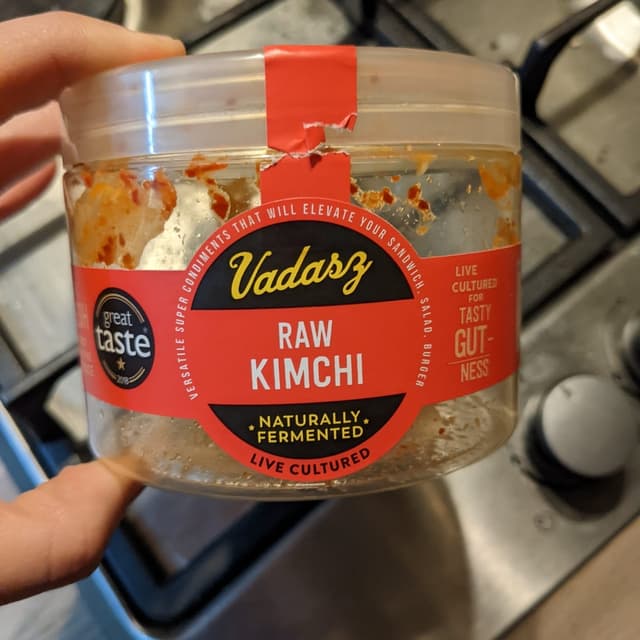 VERSATILE SUPER CONDIMENTS THAT WILL ELEVATE YOUR SANDWICH, SALAD, BURGER
Vadasz
RAW
KIMCHI
★ NATURALLY ★
FERMENTED
LIVE CULTURED
great
taste
2018
LIVE
CULTURED
FOR
TASTY
GUT-
NESS